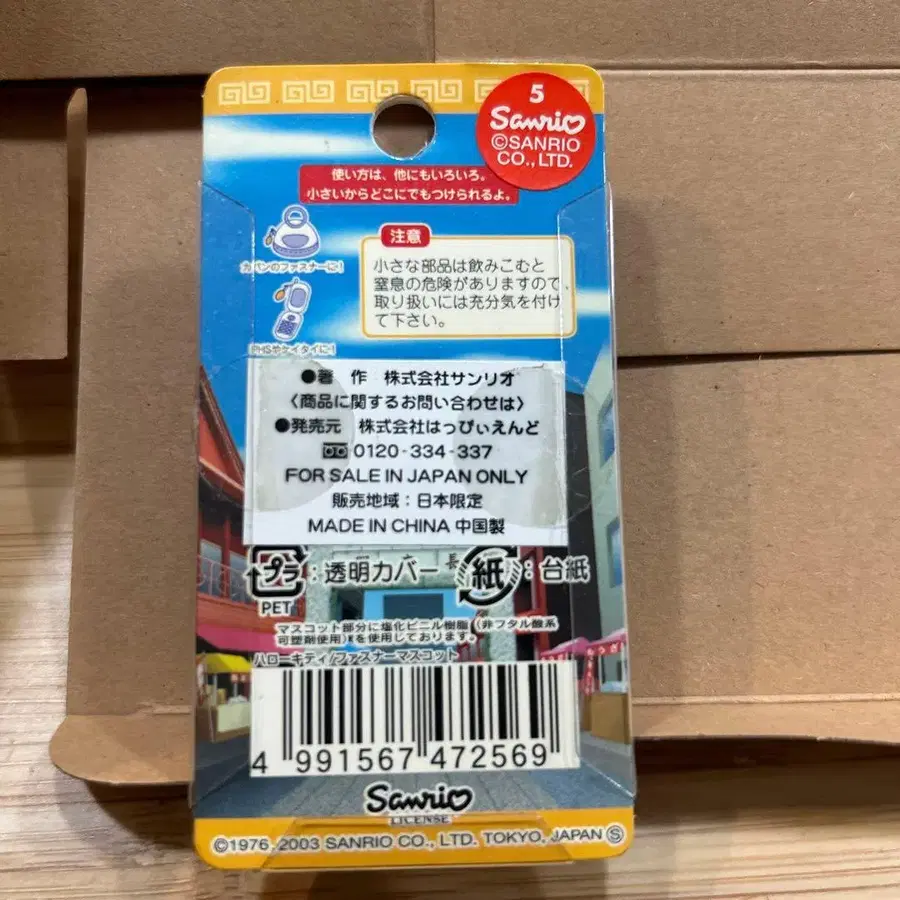 5
Sanrio
©SANRIO
CO., LTD.
使い方は、他にもいろいろ。
小さいからどこにでもつけられるよ。
注意
小さな部品は飲みこむと
窒息の危険がありますので
取り扱いには充分気を付け
て下さい。
カバンのファスナーに!
PHSやケイタイに!
●著 作 株式会社サンリオ
〈商品に関するお問い合わせは〉
●発売元 株式会社はっぴぃえんど
0120-334-337
FOR SALE IN JAPAN ONLY
販売地域:日本限定
MADE IN CHINA 中国製
プラ:透明カバー 紙:台紙
PET
マスコット部分に塩化ビニル樹脂(非フタル酸系
可塑剤使用)を使用しております。
ハローキティ/ファスナーマスコット
4 991567 472569
Sanrio
LICENSE
©1976, 2003 SANRIO CO., LTD. TOKYO, JAPAN Ⓢ